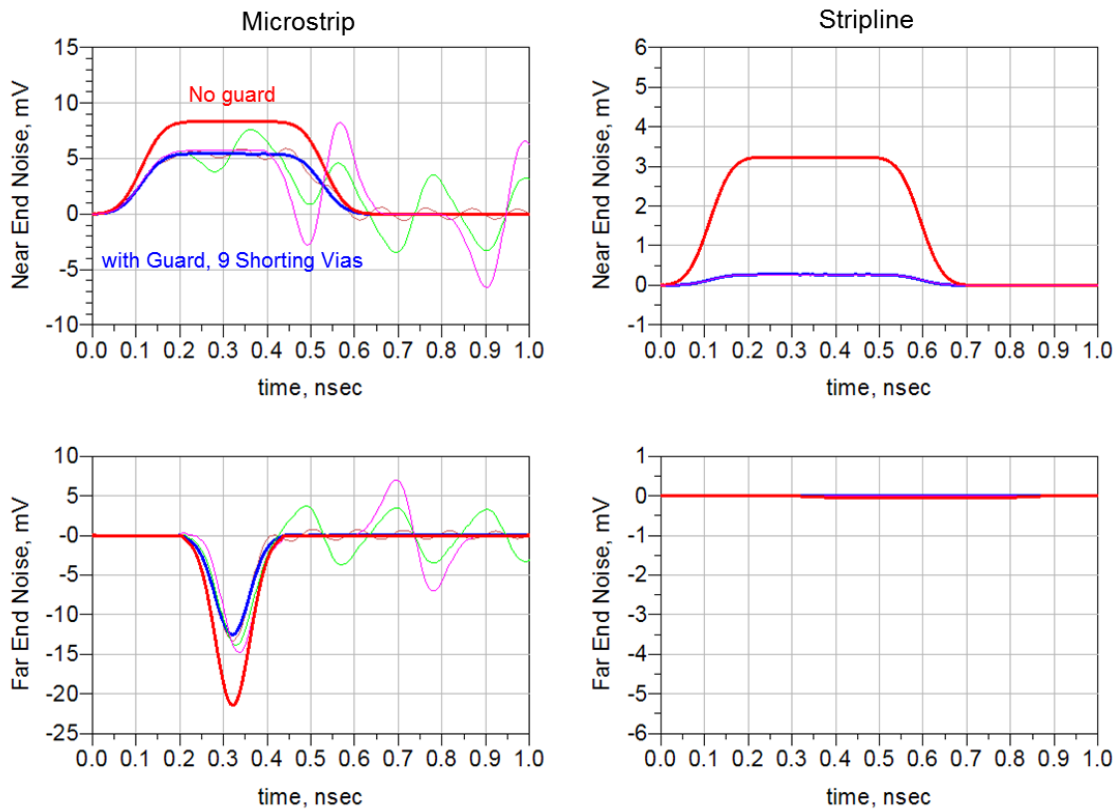 Microstrip
Stripline
Near End Noise, mV
15
10
5
0
-5
-10
No guard
with Guard, 9 Shorting Vias
0.0 0.1 0.2 0.3 0.4 0.5 0.6 0.7 0.8 0.9 1.0
time, nsec
Near End Noise, mV
6
5
4
3
2
1
0
-1
0.0 0.1 0.2 0.3 0.4 0.5 0.6 0.7 0.8 0.9 1.0
time, nsec
Far End Noise, mV
10
5
-0
-5
-10
-15
-20
-25
0.0 0.1 0.2 0.3 0.4 0.5 0.6 0.7 0.8 0.9 1.0
time, nsec
Far End Noise, mV
1
0
-1
-2
-3
-4
-5
-6
0.0 0.1 0.2 0.3 0.4 0.5 0.6 0.7 0.8 0.9 1.0
time, nsec